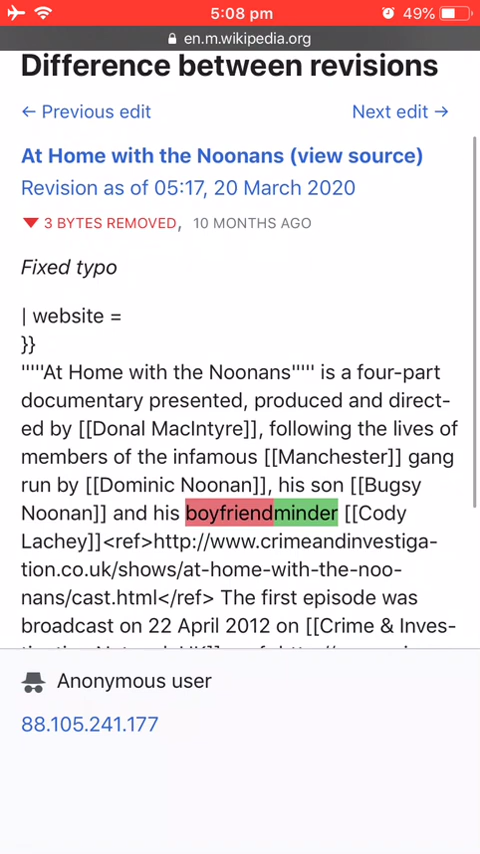 5:08 pm
49%
en.m.wikipedia.org
Difference between revisions
← Previous edit
Next edit →
At Home with the Noonans (view source)
Revision as of 05:17, 20 March 2020
3 BYTES REMOVED, 10 MONTHS AGO
Fixed typo
| website =
}}
'''''At Home with the Noonans''''' is a four-part
documentary presented, produced and direct-
ed by [[Donal MacIntyre]], following the lives of
members of the infamous [[Manchester]] gang
run by [[Dominic Noonan]], his son [[Bugsy
Noonan]] and his boyfriendminder [[Cody
Lachey]]<ref>http://www.crimeandinvestiga-
tion.co.uk/shows/at-home-with-the-noo-
nans/cast.html</ref> The first episode was
broadcast on 22 April 2012 on [[Crime & Inves-
Anonymous user
88.105.241.177